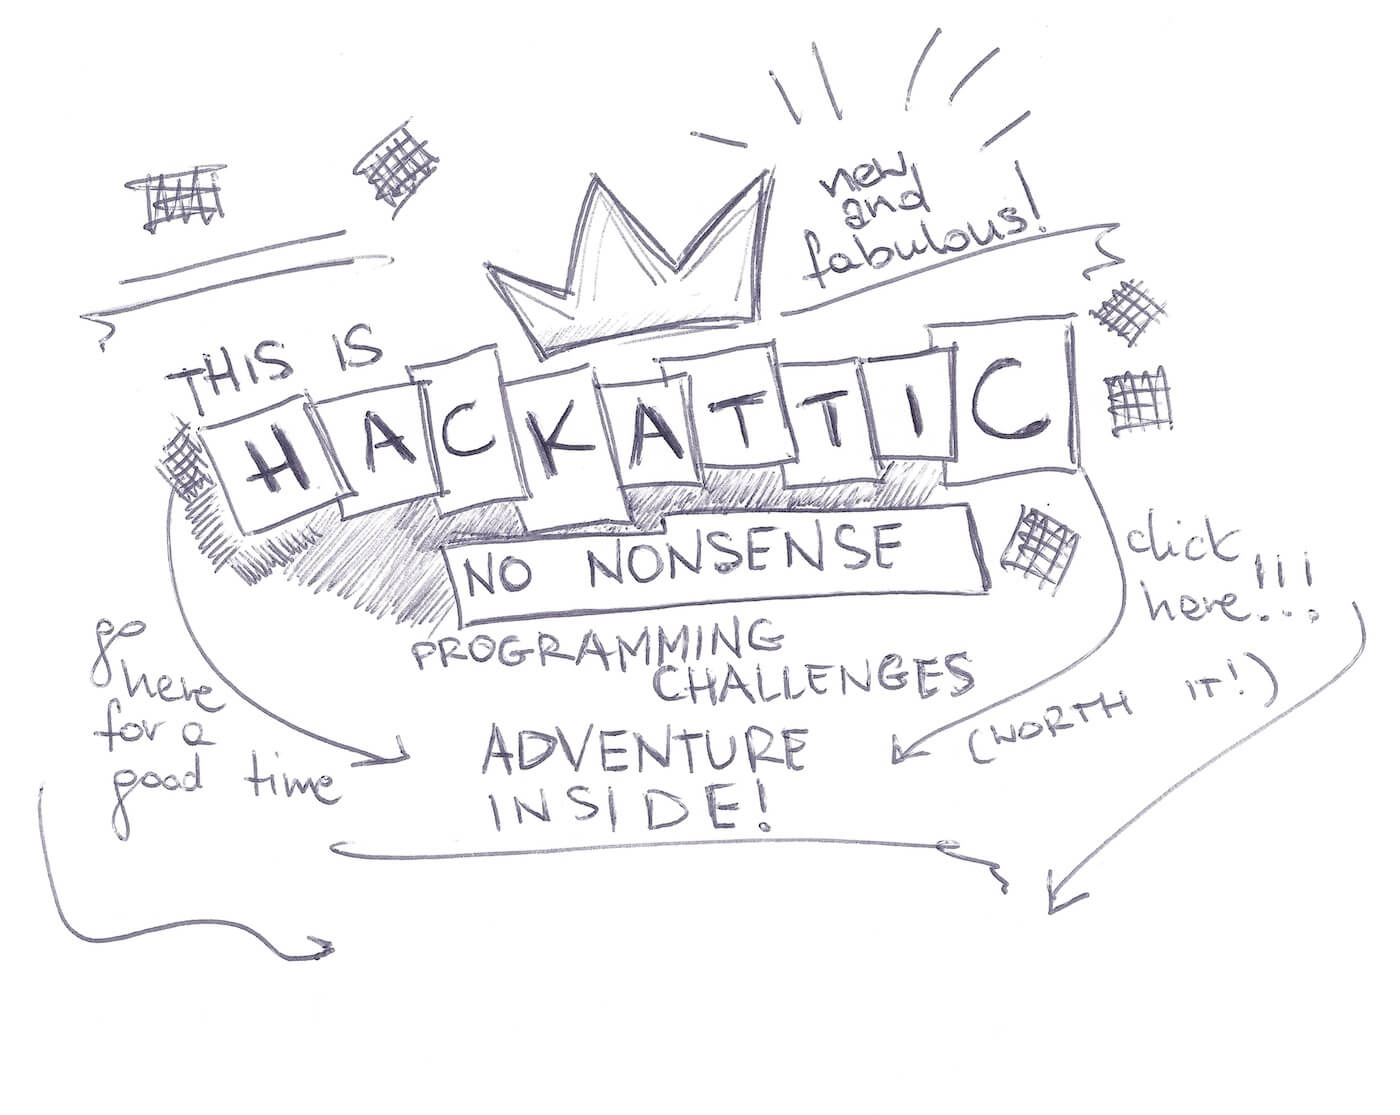 new
and
fabulous!
THIS IS
HACKATTIC
NO NONSENSE
PROGRAMMING
CHALLENGES
ADVENTURE
INSIDE!
go
here
for a
good time
click
here!!!
(WORTH IT!)